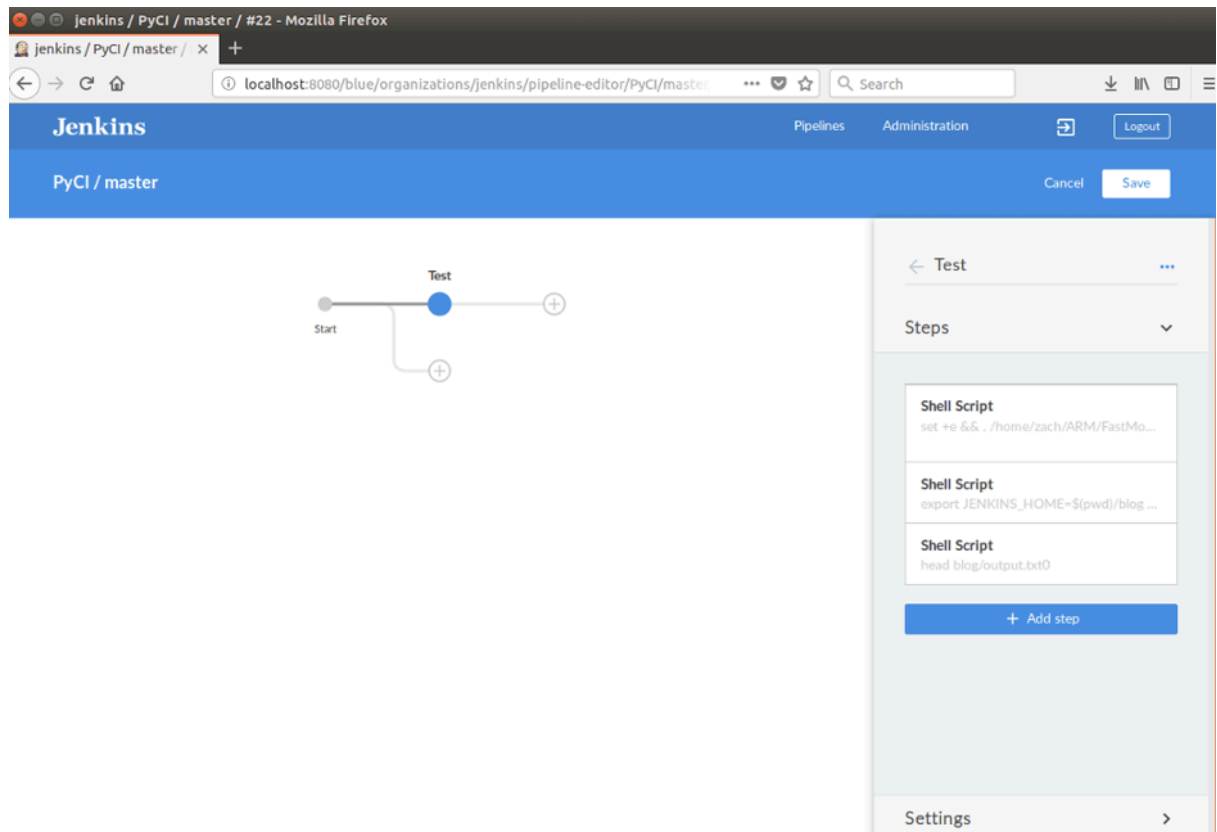 jenkins / PyCI / master / #22 - Mozilla Firefox
jenkins / PyCI / master /
localhost:8080/blue/organizations/jenkins/pipeline-editor/PyCI/master
Search
Jenkins
Pipelines
Administration
Logout
PyCI / master
Cancel
Save
Test
Start
Test
Steps
Shell Script
set +e && . /home/zach/ARM/FastMo...
Shell Script
export JENKINS_HOME=$(pwd)/blog ...
Shell Script
head blog/output.txt0
+ Add step
Settings